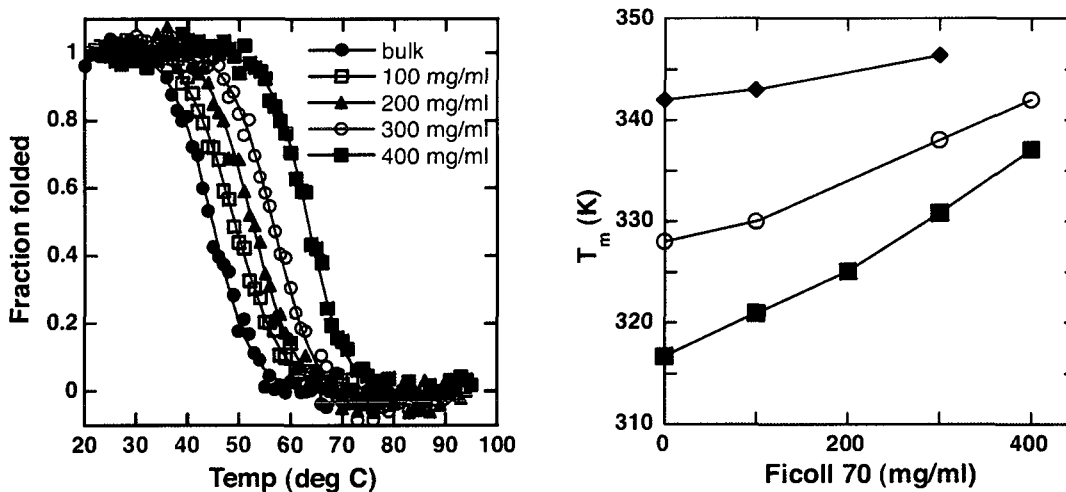 1
0.8
0.6
0.4
0.2
0
Fraction folded
20 30 40 50 60 70 80 90 100
Temp (deg C)
bulk
100 mg/ml
200 mg/ml
300 mg/ml
400 mg/ml
350
340
330
320
310
T_m (K)
0 200 400
Ficoll 70 (mg/ml)